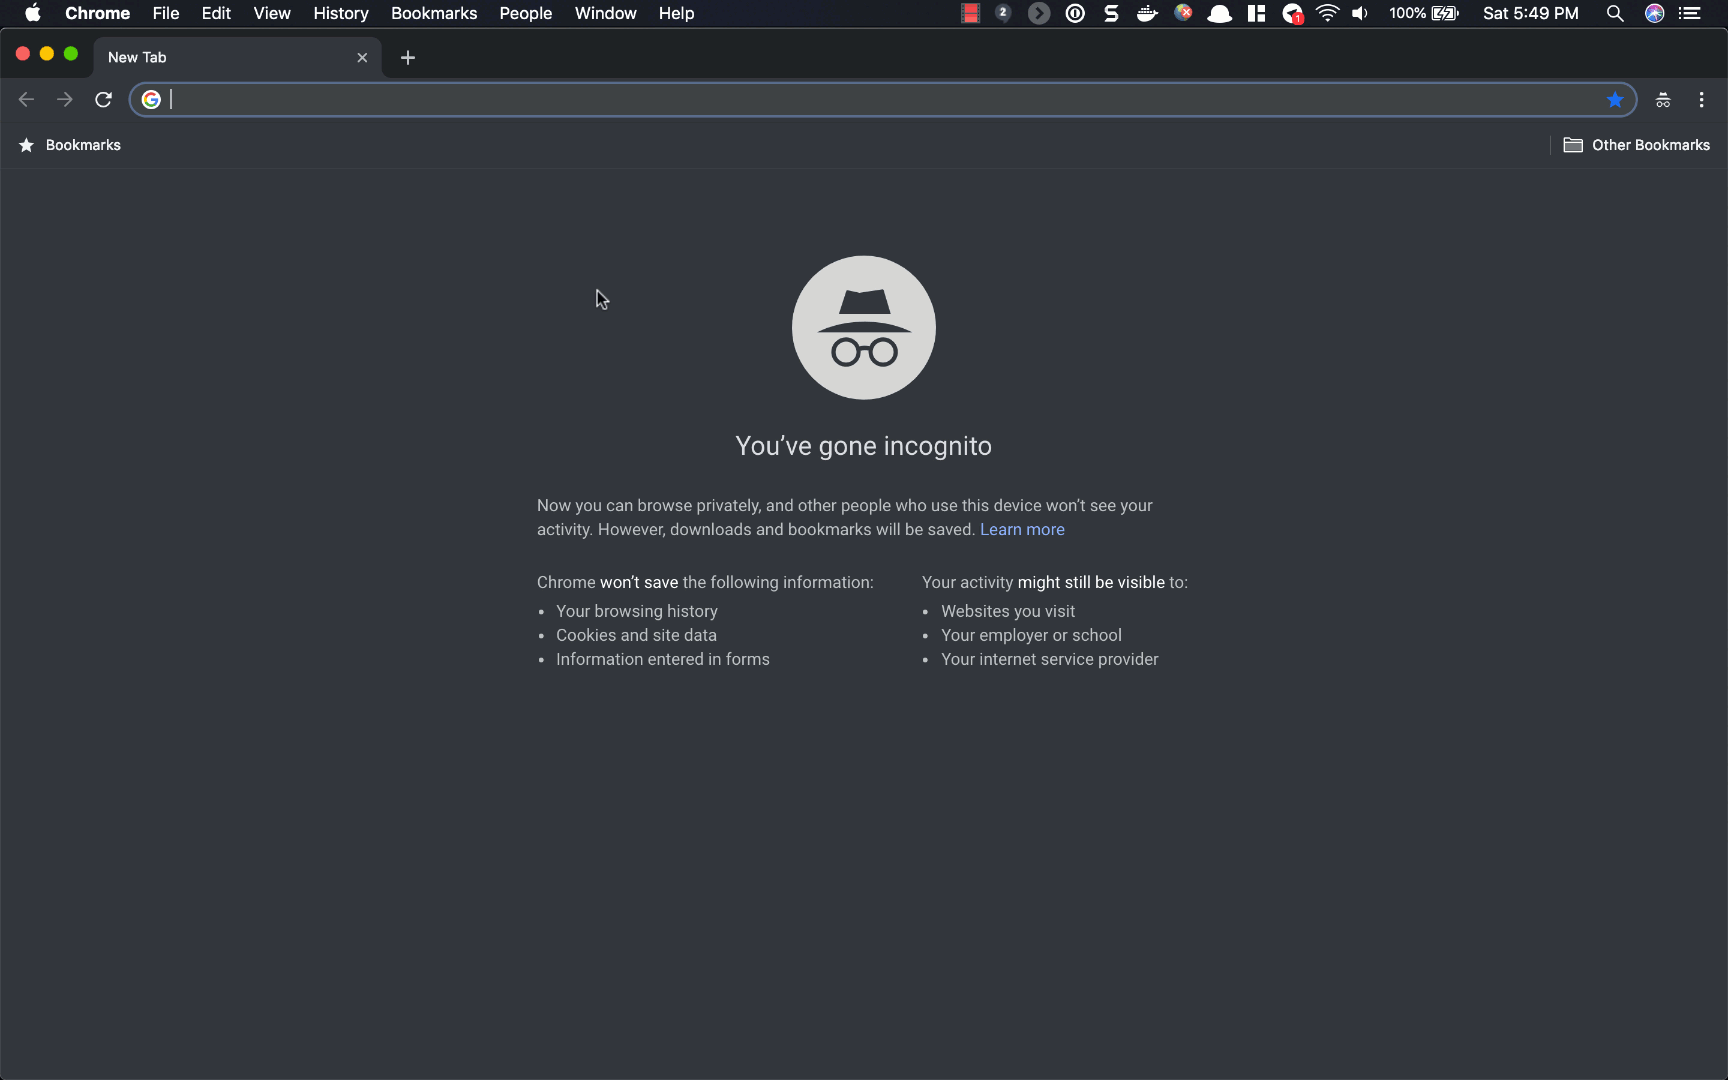 Chrome File Edit View History Bookmarks People Window Help 2 1 100% Sat 5:49 PM
New Tab
Bookmarks Other Bookmarks
You've gone incognito
Now you can browse privately, and other people who use this device won't see your
activity. However, downloads and bookmarks will be saved. Learn more
Chrome won't save the following information:
• Your browsing history
• Cookies and site data
• Information entered in forms
Your activity might still be visible to:
• Websites you visit
• Your employer or school
• Your internet service provider